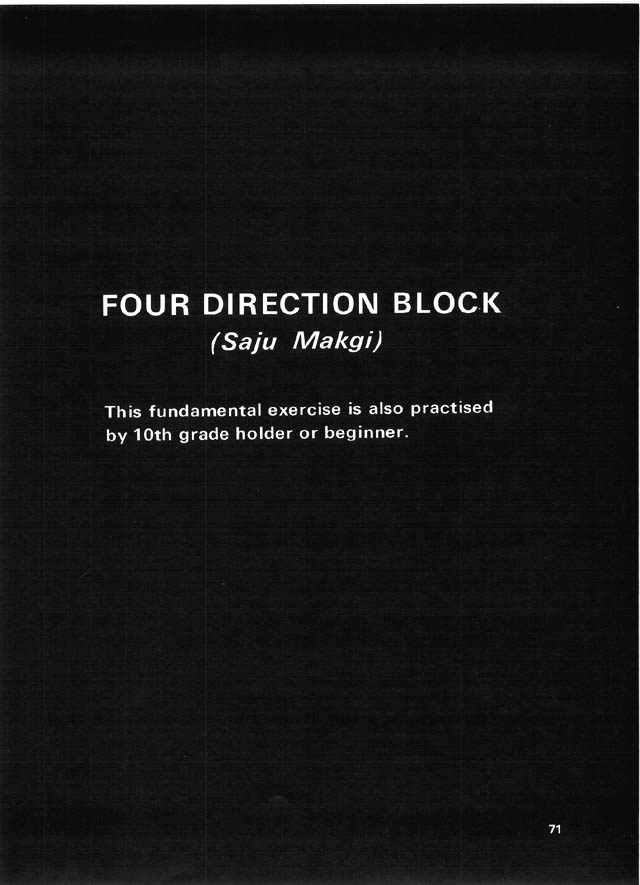 FOUR DIRECTION BLOCK
(Saju Makgi)
This fundamental exercise is also practised
by 10th grade holder or beginner.
71